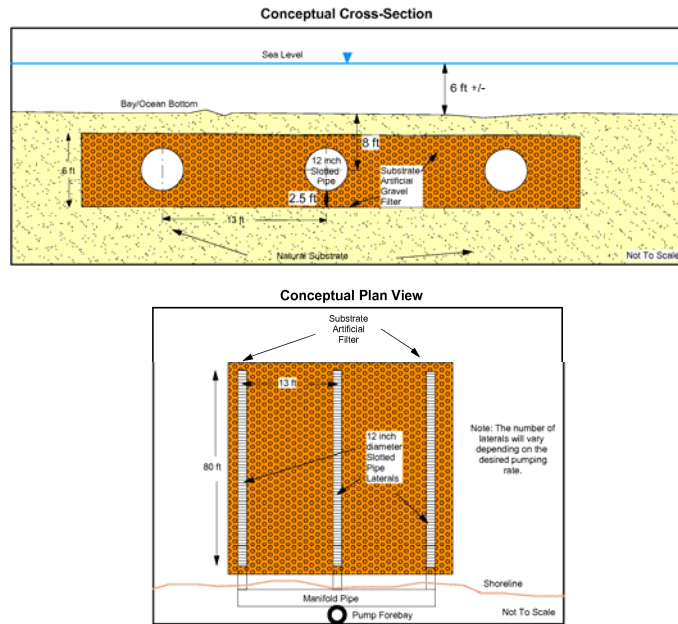 Conceptual Cross-Section
Sea Level
6 ft +/-
Bay/Ocean Bottom
8 ft
6 ft
12 inch
Slotted
Pipe
Substrate
Artificial
Gravel
Filter
2.5 ft
13 ft
Natural Substrate
Not To Scale
Conceptual Plan View
Substrate
Artificial
Filter
13 ft
80 ft
12 inch
diameter
Slotted
Pipe
Laterals
Note: The number of
laterals will vary
depending on the
desired pumping
rate.
Shoreline
Manifold Pipe
Pump Forebay
Not To Scale